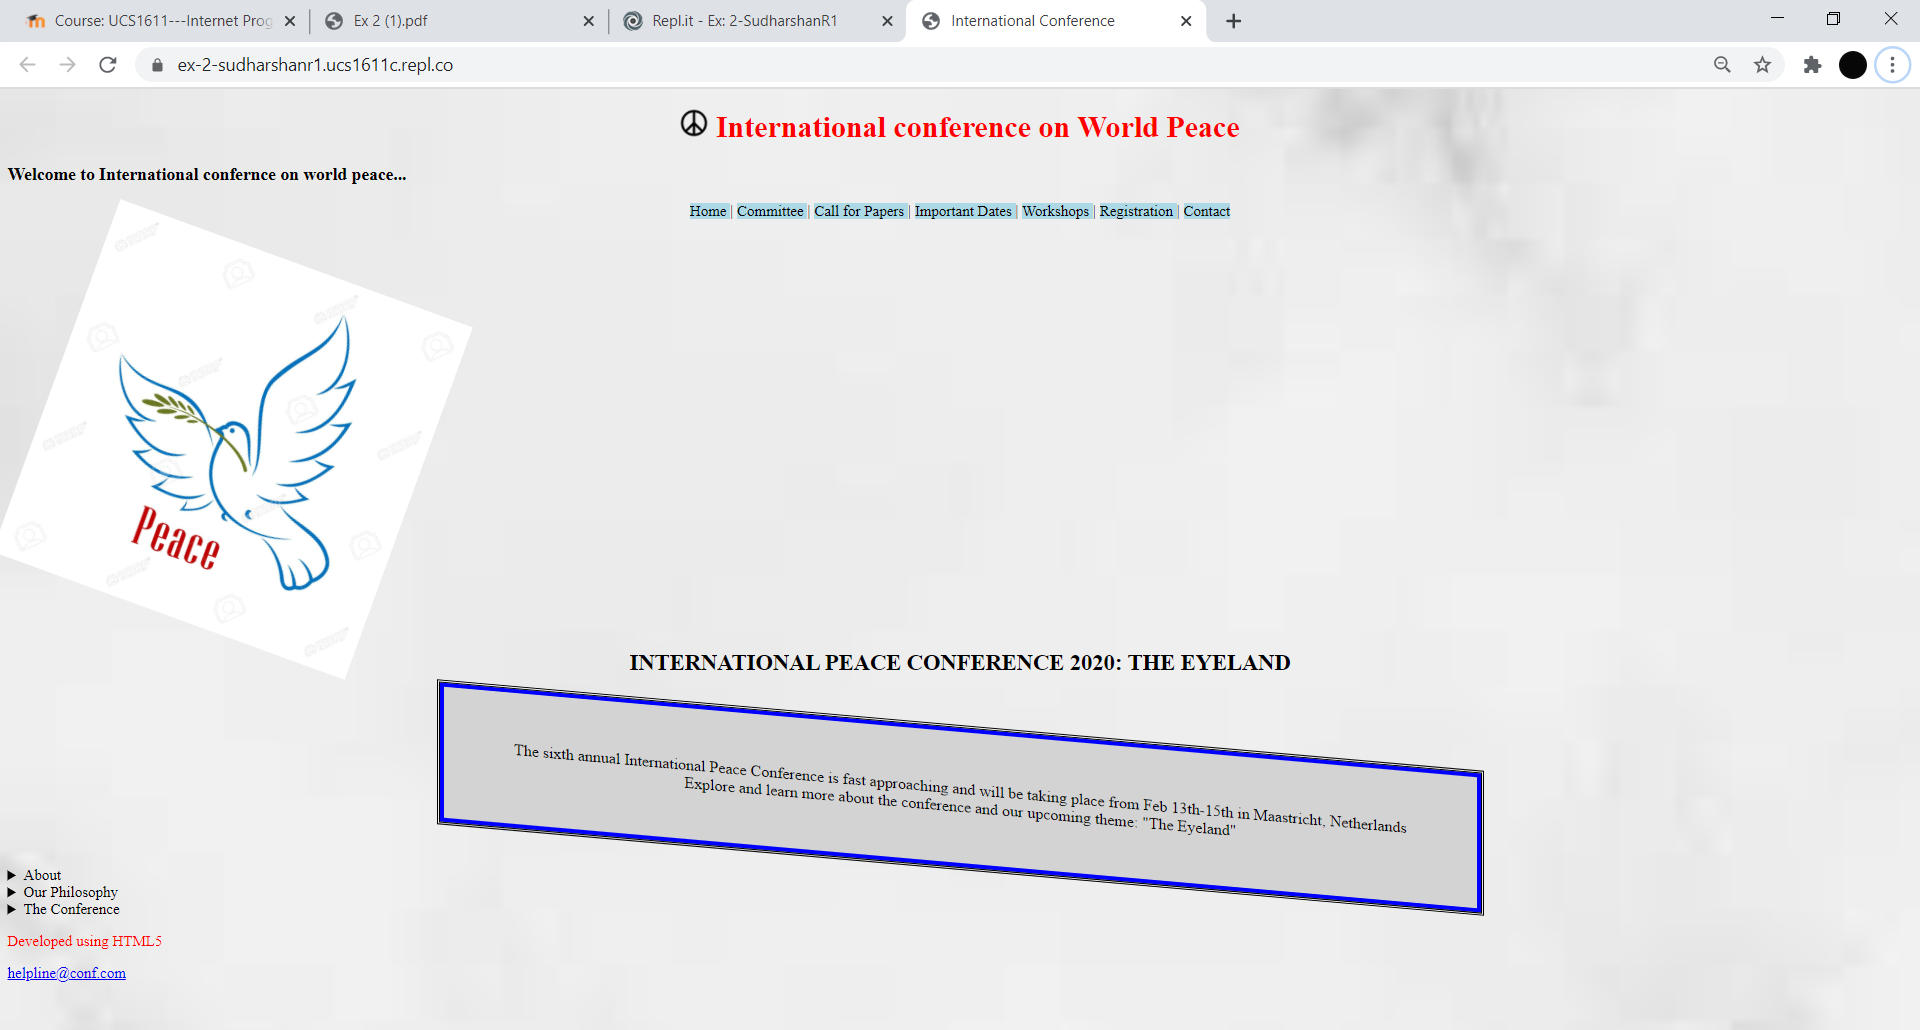 Course: UCS1611---Internet Prog
Ex 2 (1).pdf
Repl.it - Ex: 2-SudharshanR1
International Conference
ex-2-sudharshanr1.ucs1611c.repl.co
International conference on World Peace
Welcome to International confernce on world peace...
Home | Committee | Call for Papers | Important Dates | Workshops | Registration | Contact
Peace
INTERNATIONAL PEACE CONFERENCE 2020: THE EYELAND
The sixth annual International Peace Conference is fast approaching and will be taking place from Feb 13th-15th in Maastricht, Netherlands
Explore and learn more about the conference and our upcoming theme: "The Eyeland"
About
Our Philosophy
The Conference
Developed using HTML5
helpline@conf.com